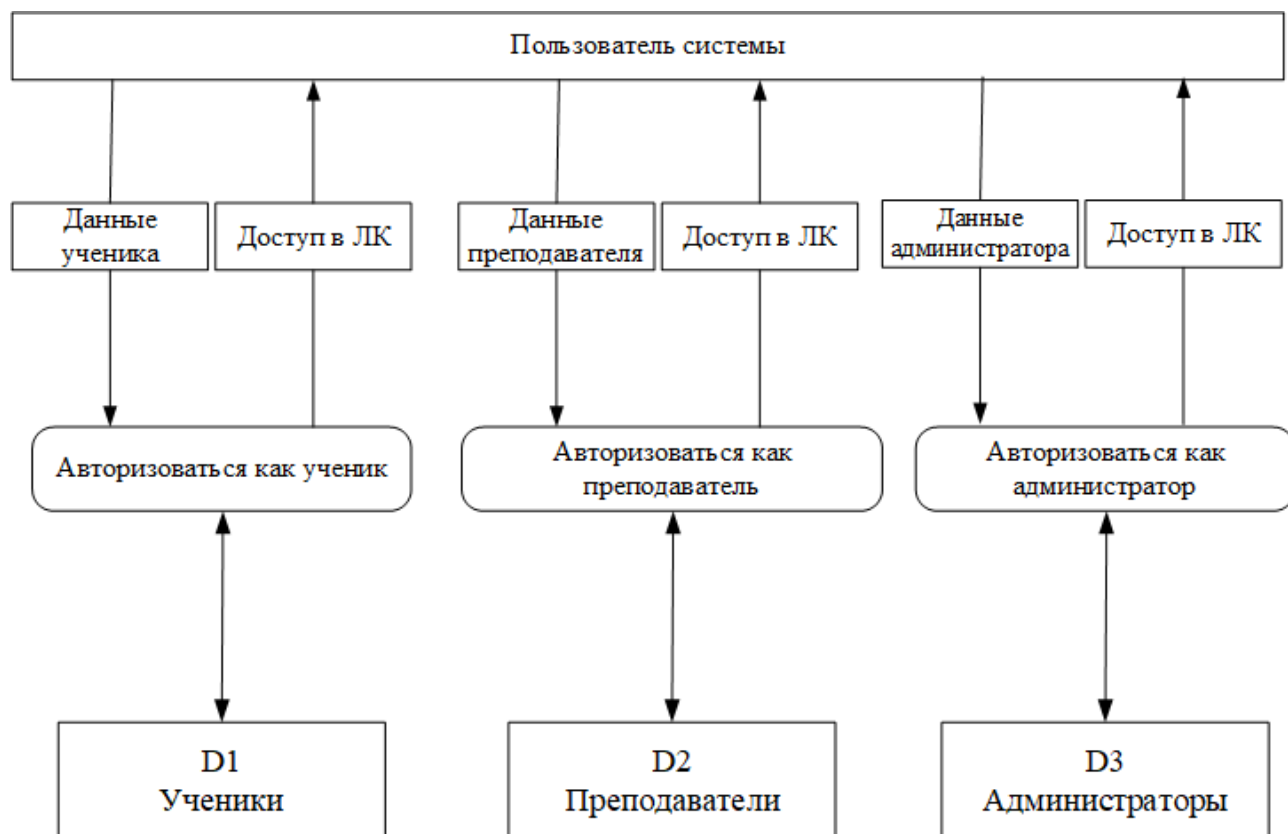 Пользователь системы
Данные
ученика
Доступ в ЛК
Данные
преподавателя
Доступ в ЛК
Данные
администратора
Доступ в ЛК
Авторизоваться как ученик
Авторизоваться как
преподаватель
Авторизоваться как
администратор
D1
Ученики
D2
Преподаватели
D3
Администраторы